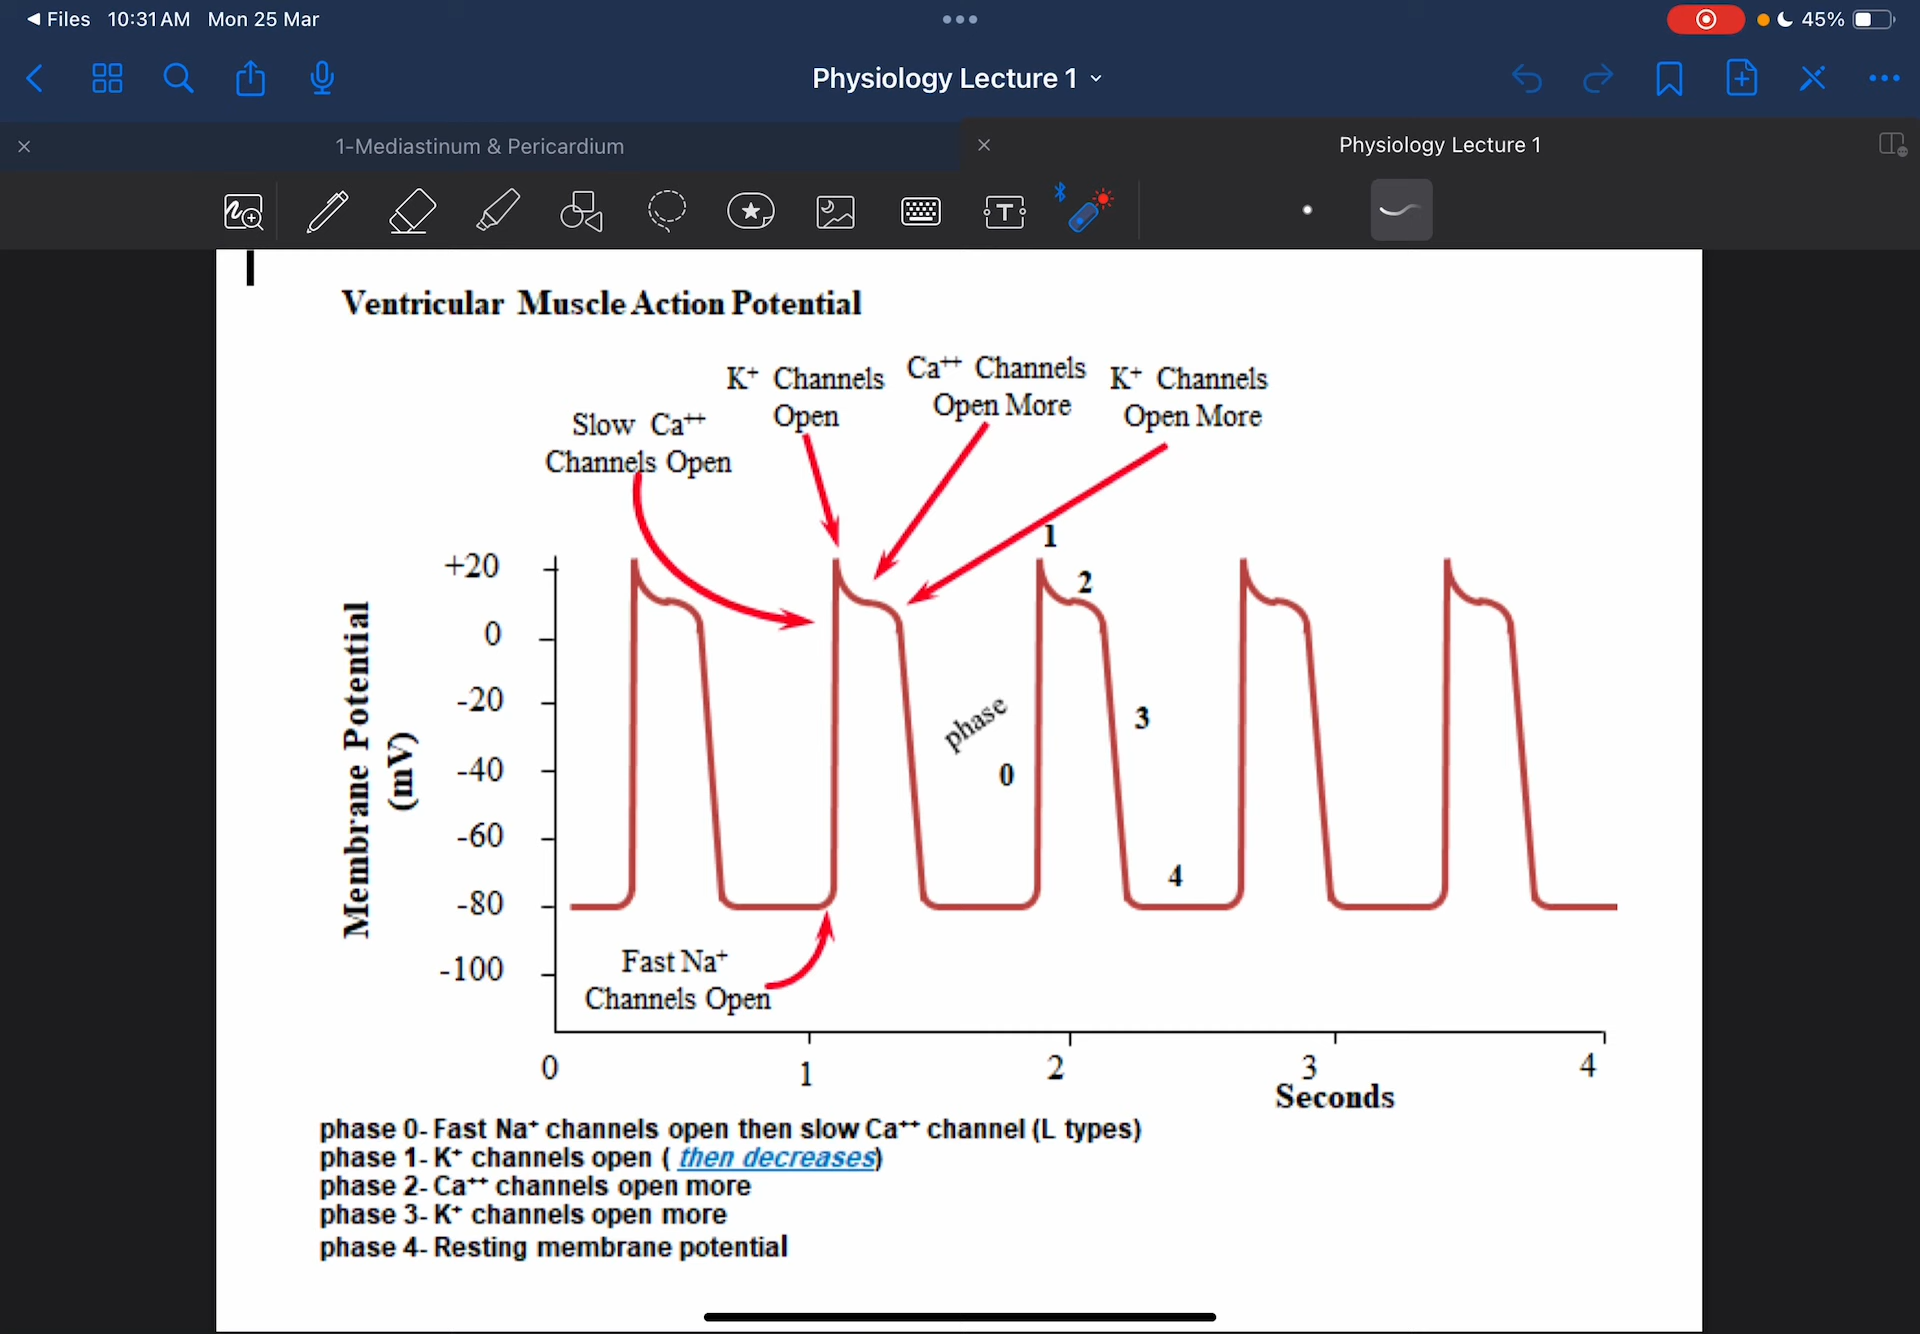 Files 10:31 AM Mon 25 Mar
45%
Physiology Lecture 1
1-Mediastinum & Pericardium
Physiology Lecture 1
T
Ventricular Muscle Action Potential
K⁺ Channels
Open
Ca⁺⁺ Channels
Open More
K⁺ Channels
Open More
Slow Ca⁺⁺
Channels Open
+20
0
-20
-40
-60
-80
-100
Membrane Potential
(mV)
1
2
phase
0
3
4
Fast Na⁺
Channels Open
0
1
2
3
4
Seconds
phase 0- Fast Na⁺ channels open then slow Ca⁺⁺ channel (L types)
phase 1- K⁺ channels open ( then decreases)
phase 2- Ca⁺⁺ channels open more
phase 3- K⁺ channels open more
phase 4- Resting membrane potential